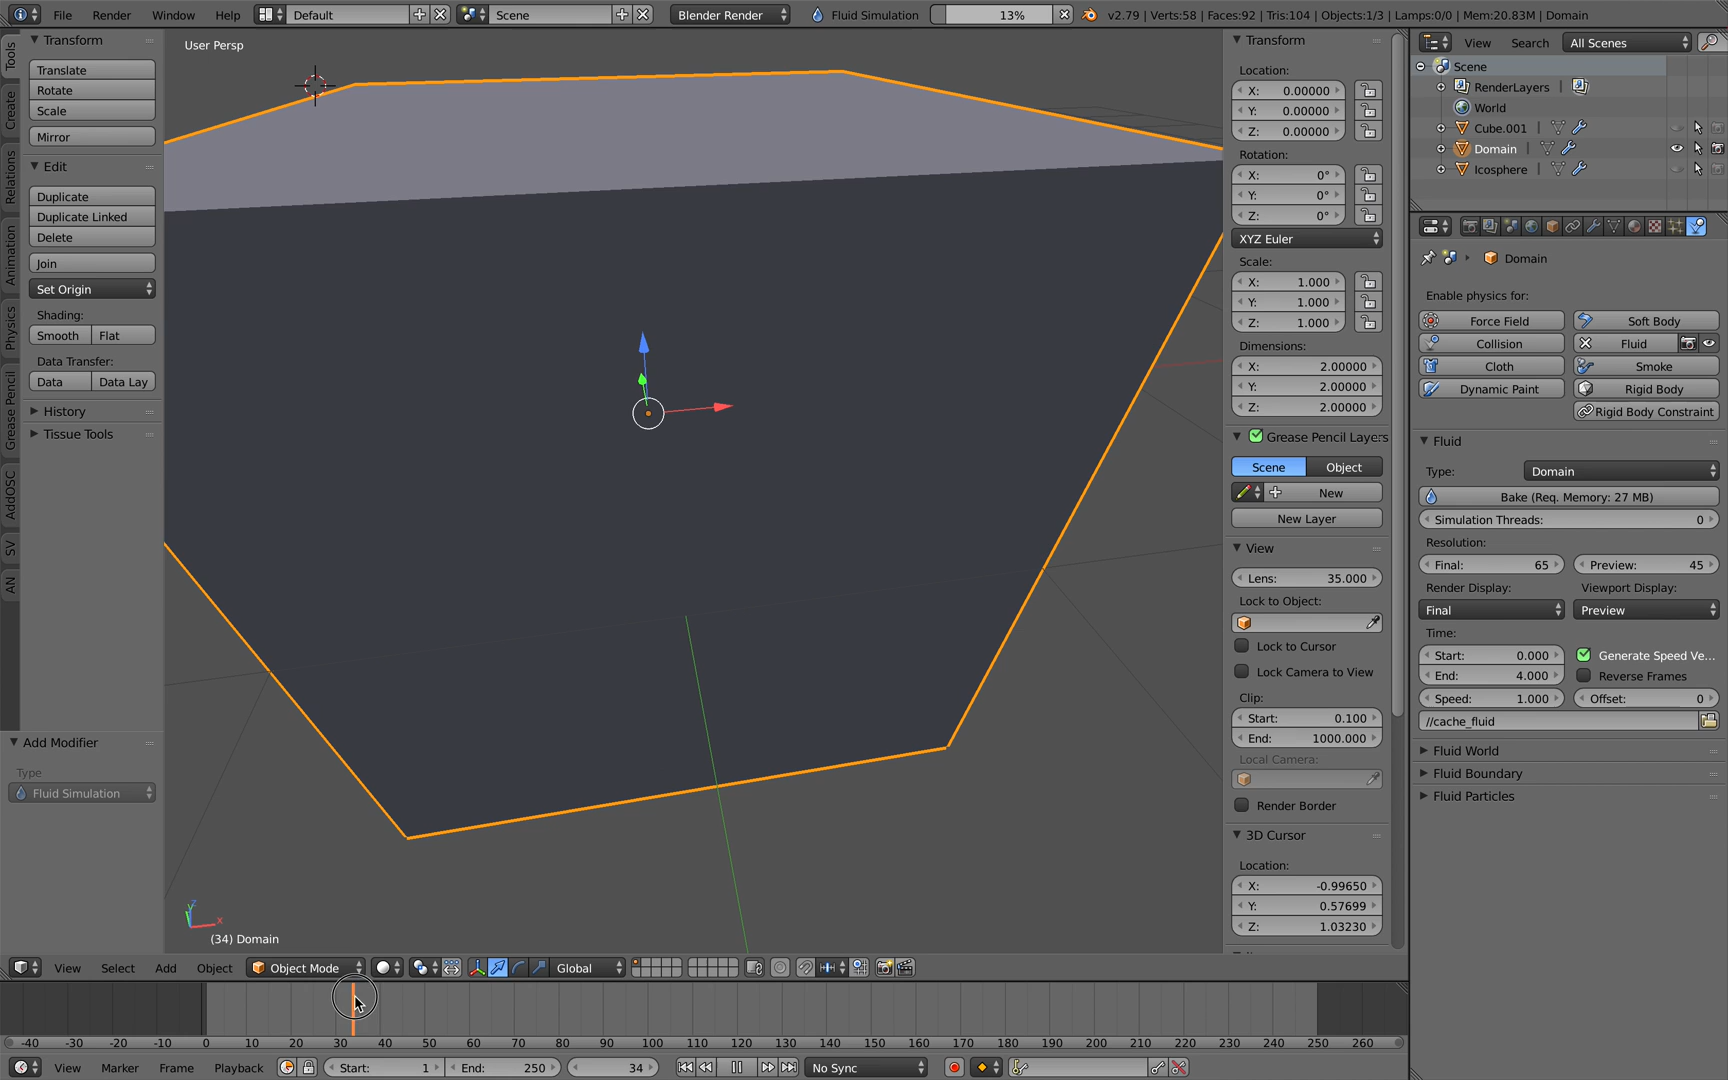 File Render Window Help Default Scene Blender Render Fluid Simulation 13% v2.79 | Verts:58 | Faces:92 | Tris:104 | Objects:1/3 | Lamps:0/0 | Mem:20.83M | Domain
Tools
Create
Relations
Animation
Physics
Grease Pencil
AddOSC
SV
AN
Transform
Translate
Rotate
Scale
Mirror
Edit
Duplicate
Duplicate Linked
Delete
Join
Set Origin
Shading:
Smooth Flat
Data Transfer:
Data Data Lay
History
Tissue Tools
Add Modifier
Type
Fluid Simulation
User Persp
(34) Domain
Transform
Location:
X: 0.00000
Y: 0.00000
Z: 0.00000
Rotation:
X: 0°
Y: 0°
Z: 0°
XYZ Euler
Scale:
X: 1.000
Y: 1.000
Z: 1.000
Dimensions:
X: 2.00000
Y: 2.00000
Z: 2.00000
Grease Pencil Layers
Scene Object
New
New Layer
View
Lens: 35.000
Lock to Object:
Lock to Cursor
Lock Camera to View
Clip:
Start: 0.100
End: 1000.000
Local Camera:
Render Border
3D Cursor
Location:
X: -0.99650
Y: 0.57699
Z: 1.03230
View Search All Scenes
Scene
RenderLayers |
World
Cube.001 |
Domain |
Icosphere |
Domain
Enable physics for:
Force Field Soft Body
Collision Fluid
Cloth Smoke
Dynamic Paint Rigid Body
Rigid Body Constraint
Fluid
Type: Domain
Bake (Req. Memory: 27 MB)
Simulation Threads: 0
Resolution:
Final: 65 Preview: 45
Render Display: Viewport Display:
Final Preview
Time:
Start: 0.000 Generate Speed Ve...
End: 4.000 Reverse Frames
Speed: 1.000 Offset: 0
//cache_fluid
Fluid World
Fluid Boundary
Fluid Particles
View Select Add Object Object Mode Global
-40 -30 -20 -10 0 10 20 30 40 50 60 70 80 90 100 110 120 130 140 150 160 170 180 190 200 210 220 230 240 250 260
View Marker Frame Playback Start: 1 End: 250 34 No Sync